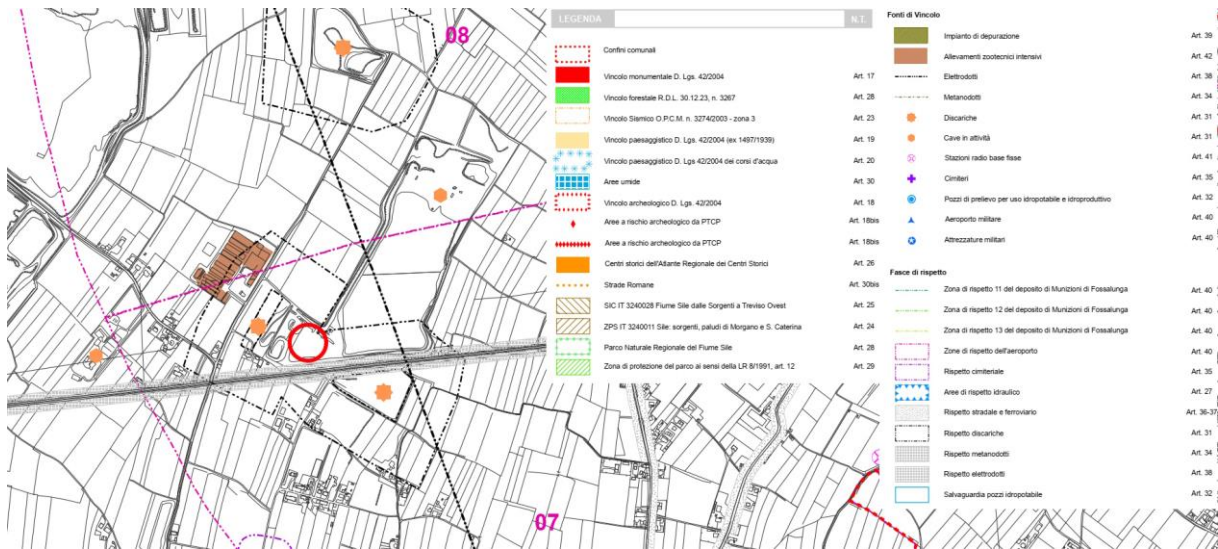 08
07
LEGENDA N.T.
Confini comunali
Vincolo monumentale D. Lgs. 42/2004 Art. 17
Vincolo forestale R.D.L. 30.12.23, n. 3267 Art. 28
Vincolo Sismico O.P.C.M. n. 3274/2003 - zona 3 Art. 23
Vincolo paesaggistico D. Lgs. 42/2004 (ex 1497/1939) Art. 19
Vincolo paesaggistico D. Lgs 42/2004 dei corsi d'acqua Art. 20
Aree umide Art. 30
Vincolo archeologico D. Lgs. 42/2004 Art. 18
Aree a rischio archeologico da PTCP Art. 18bis
Aree a rischio archeologico da PTCP Art. 18bis
Centri storici dell'Atlante Regionale dei Centri Storici Art. 26
Strade Romane Art. 30bis
SIC IT 3240028 Fiume Sile dalle Sorgenti a Treviso Ovest Art. 25
ZPS IT 3240011 Sile: sorgenti, paludi di Morgano e S. Caterina Art. 24
Parco Naturale Regionale del Fiume Sile Art. 28
Zona di protezione del parco ai sensi della LR 8/1991, art. 12 Art. 29
Fonti di Vincolo
Impianto di depurazione Art. 39
Allevamenti zootecnici intensivi Art. 42
Elettrodotti Art. 38
Metanodotti Art. 34
Discariche Art. 31
Cave in attività Art. 31
Stazioni radio base fisse Art. 41
Cimiteri Art. 35
Pozzi di prelievo per uso idropotabile e idroproduttivo Art. 32
Aeroporto militare Art. 40
Attrezzature militari Art. 40
Fasce di rispetto
Zona di rispetto 11 del deposito di Munizioni di Fossalunga Art. 40
Zona di rispetto 12 del deposito di Munizioni di Fossalunga Art. 40
Zona di rispetto 13 del deposito di Munizioni di Fossalunga Art. 40
Zone di rispetto dell'aeroporto Art. 40
Rispetto cimiteriale Art. 35
Aree di rispetto idraulico Art. 27
Rispetto stradale e ferroviario Art. 36-37
Rispetto discariche Art. 31
Rispetto metanodotti Art. 34
Rispetto elettrodotti Art. 38
Salvaguardia pozzi idropotabile Art. 32